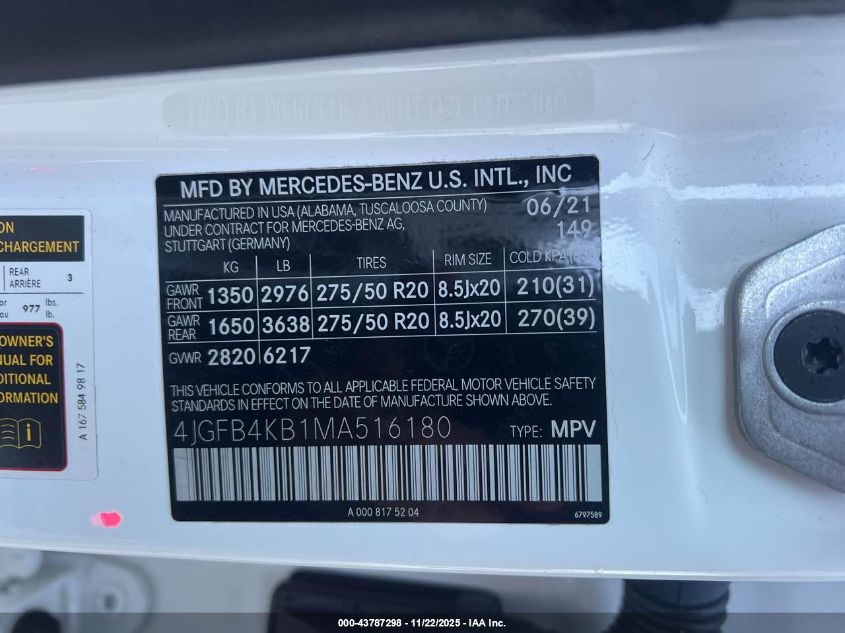 MFD BY MERCEDES-BENZ U.S. INTL., INC
MANUFACTURED IN USA (ALABAMA, TUSCALOOSA COUNTY) 06/21
UNDER CONTRACT FOR MERCEDES-BENZ AG, 149
STUTTGART (GERMANY)
KG LB TIRES RIM SIZE COLD KPA
GAWR FRONT 1350 2976 275/50 R20 8.5Jx20 210(31)
GAWR REAR 1650 3638 275/50 R20 8.5Jx20 270(39)
GVWR 2820 6217
THIS VEHICLE CONFORMS TO ALL APPLICABLE FEDERAL MOTOR VEHICLE SAFETY
STANDARDS IN EFFECT ON THE DATE OF MANUFACTURE SHOWN ABOVE.
4JGFB4KB1MA516180 TYPE: MPV
A 000 817 52 04 6797589
ON
CHARGEMENT
REAR
ARRIÈRE 3
or
ou 977 lbs.
lb.
OWNER'S
ANUAL FOR
DITIONAL
ORMATION
A 167 584 98 17
000-43787298 - 11/22/2025 - IAA Inc.